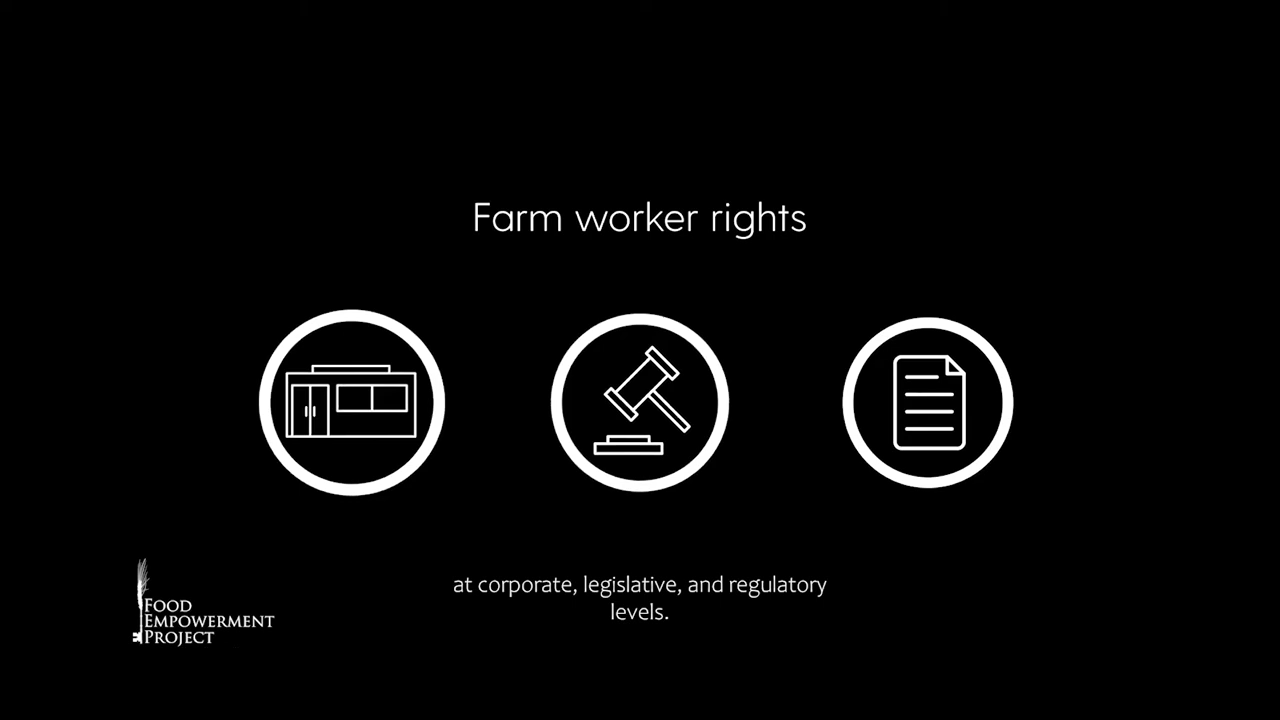 Farm worker rights
at corporate, legislative, and regulatory
levels.
FOOD
EMPOWERMENT
PROJECT